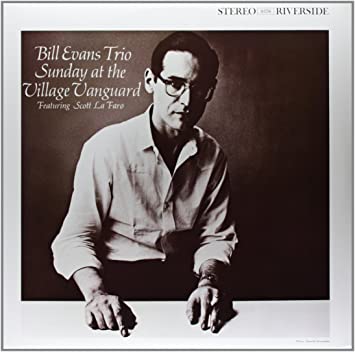 STEREO RIVERSIDE
Bill Evans Trio
Sunday at the
Village Vanguard
Featuring Scott La Faro